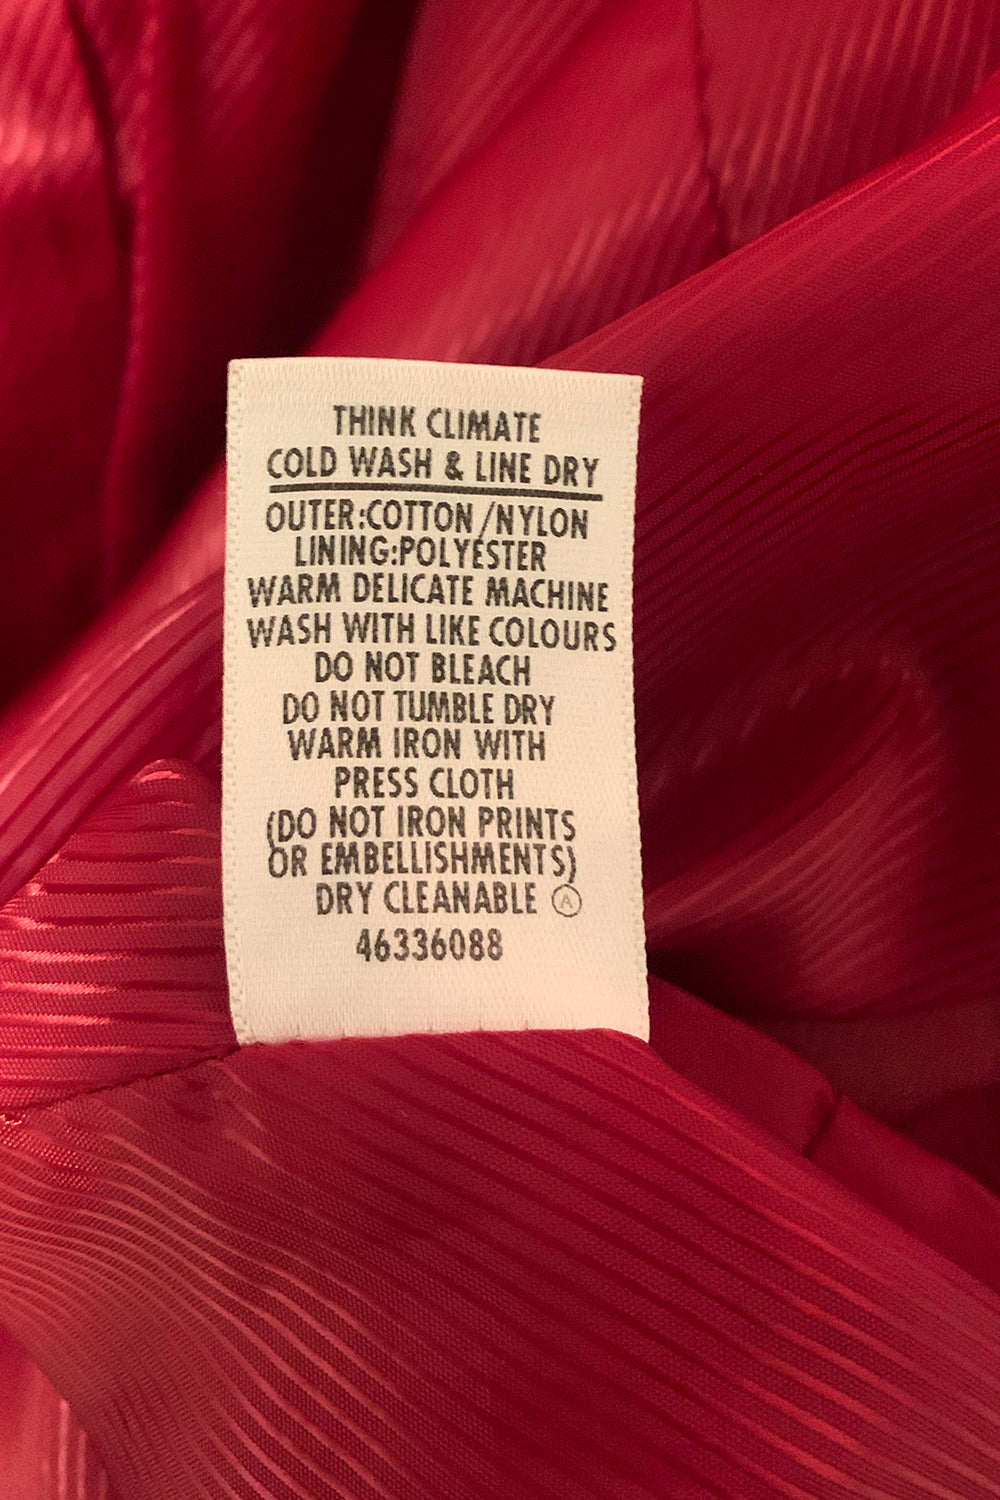 THINK CLIMATE
COLD WASH & LINE DRY
OUTER:COTTON/NYLON
LINING:POLYESTER
WARM DELICATE MACHINE
WASH WITH LIKE COLOURS
DO NOT BLEACH
DO NOT TUMBLE DRY
WARM IRON WITH
PRESS CLOTH
(DO NOT IRON PRINTS
OR EMBELLISHMENTS)
DRY CLEANABLE Ⓐ
46336088